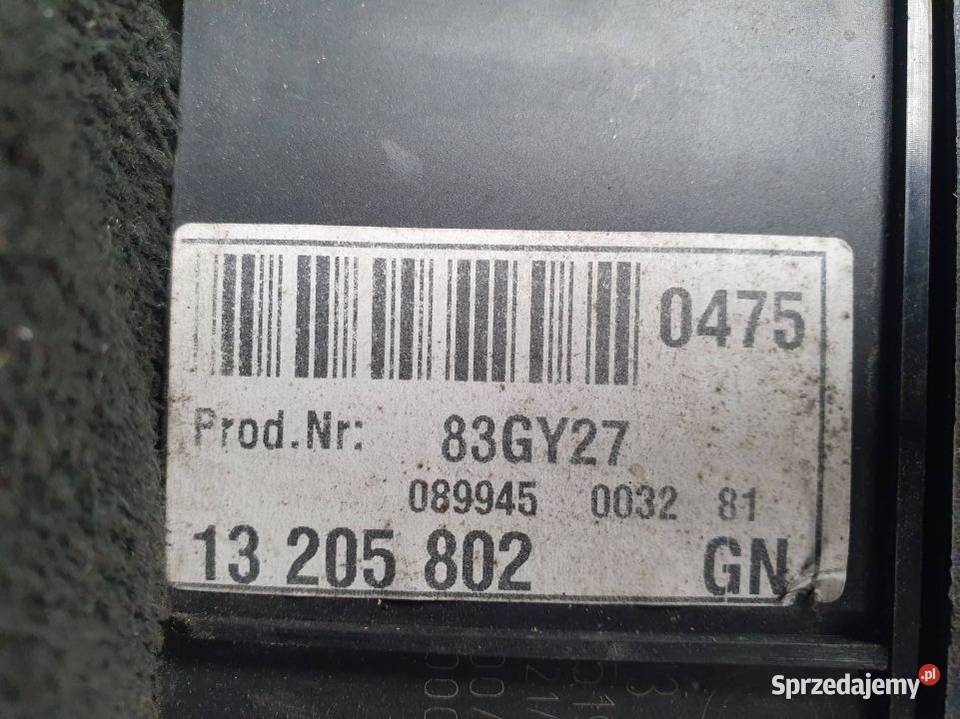 0475
Prod.Nr: 83GY27
089945 0032 81
13 205 802 GN
Sprzedajemy.pl